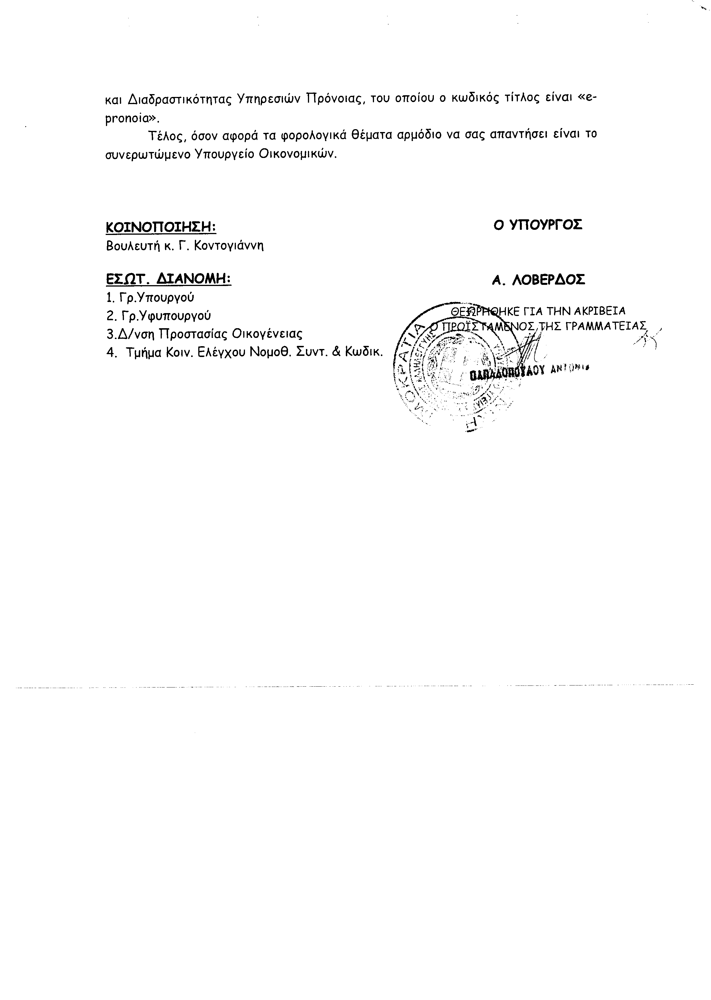 και Διαδραστικότητας Υπηρεσιών Πρόνοιας, του οποίου ο κωδικός τίτλος είναι «e-
pronoia».
Τέλος, όσον αφορά τα φορολογικά θέματα αρμόδιο να σας απαντήσει είναι το
συνερωτώμενο Υπουργείο Οικονομικών.
ΚΟΙΝΟΠΟΙΗΣΗ:
Βουλευτή κ. Γ. Κοντογιάννη
ΕΣΩΤ. ΔΙΑΝΟΜΗ:
1. Γρ.Υπουργού
2. Γρ.Υφυπουργού
3.Δ/νση Προστασίας Οικογένειας
4. Τμήμα Κοιν. Ελέγχου Νομοθ. Συντ. & Κωδικ.
Ο ΥΠΟΥΡΓΟΣ
Α. ΛΟΒΕΡΔΟΣ
ΘΕΩΡΗΘΗΚΕ ΓΙΑ ΤΗΝ ΑΚΡΙΒΕΙΑ
Ο ΠΡΟΪΣΤΑΜΕΝΟΣ ΤΗΣ ΓΡΑΜΜΑΤΕΙΑΣ
ΠΑΠΑΔΟΠΟΥΛΟΥ ΑΝΤΩΝΙΑ